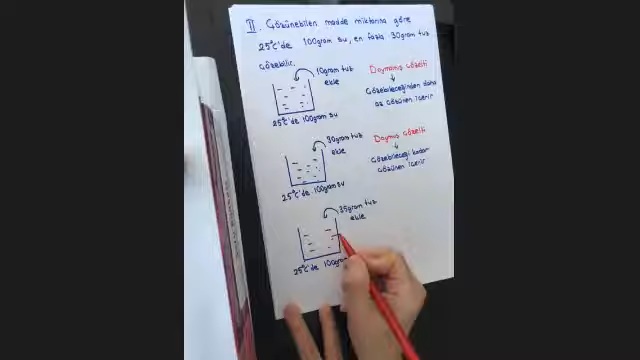 II. Çözünebilen madde miktarına göre
25°C'de 100gram su, en fazla 30gram tuz
çözebilir.
10gram tuz
ekle
25°C'de 100gram su
Doymamış çözelti
Çözebileceğinden daha
az çözünen içerir
30gram tuz
ekle
25°C'de 100gram su
Doymuş çözelti
Çözebileceği kadar
çözünen içerir
35gram tuz
ekle
25°C'de 100gram